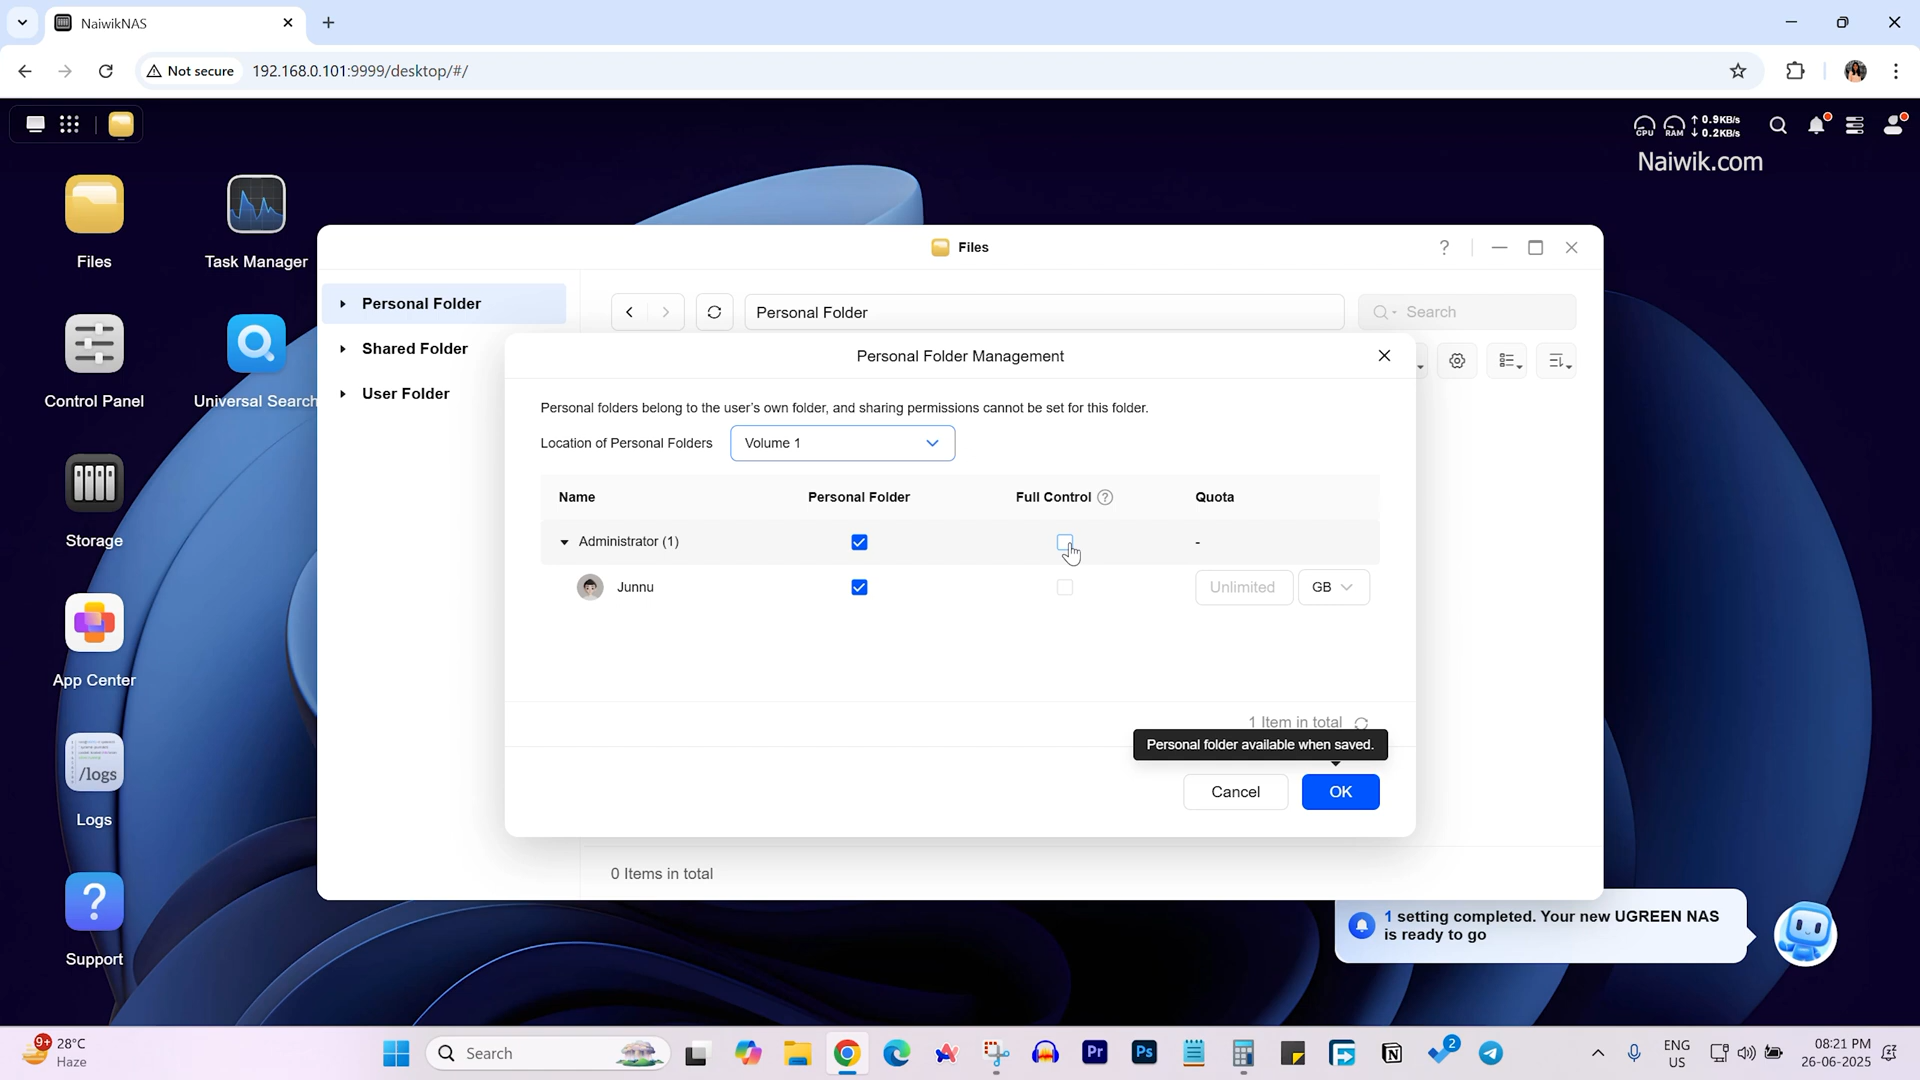 NaiwikNAS
Not secure
192.168.0.101:9999/desktop/#/
CPU
RAM
↑ 0.9KB/s
↓ 0.2KB/s
Naiwik.com
Files
Task Manager
Control Panel
Universal Search
Storage
App Center
/logs
Logs
Support
Files
Personal Folder
Shared Folder
User Folder
Personal Folder
Search
Personal Folder Management
Personal folders belong to the user's own folder, and sharing permissions cannot be set for this folder.
Location of Personal Folders
Volume 1
Name
Personal Folder
Full Control
Quota
Administrator (1)
-
Junnu
Unlimited
GB
1 Item in total
Personal folder available when saved.
Cancel
OK
0 Items in total
1 setting completed. Your new UGREEN NAS
is ready to go
9+
28°C
Haze
Search
Pr
Ps
2
ENG
US
08:21 PM
26-06-2025